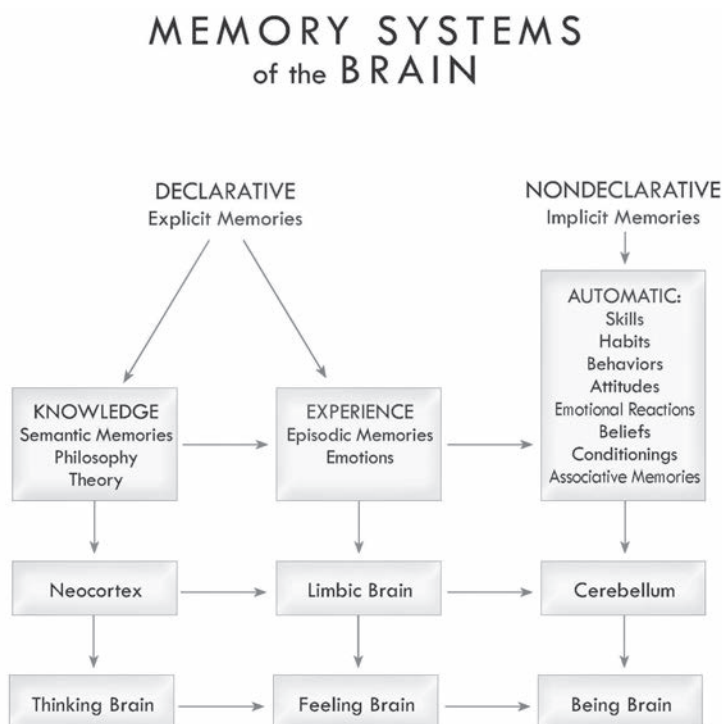 MEMORY SYSTEMS
of the BRAIN
DECLARATIVE
Explicit Memories
NONDECLARATIVE
Implicit Memories
KNOWLEDGE
Semantic Memories
Philosophy
Theory
EXPERIENCE
Episodic Memories
Emotions
AUTOMATIC:
Skills
Habits
Behaviors
Attitudes
Emotional Reactions
Beliefs
Conditionings
Associative Memories
Neocortex
Limbic Brain
Cerebellum
Thinking Brain
Feeling Brain
Being Brain